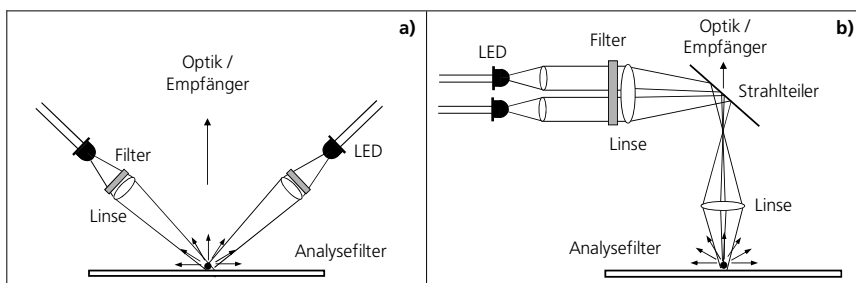 a)
Optik /
Empfänger
Filter
LED
Linse
Analysefilter
b)
LED
Filter
Optik /
Empfänger
Strahlteiler
Linse
Linse
Analysefilter